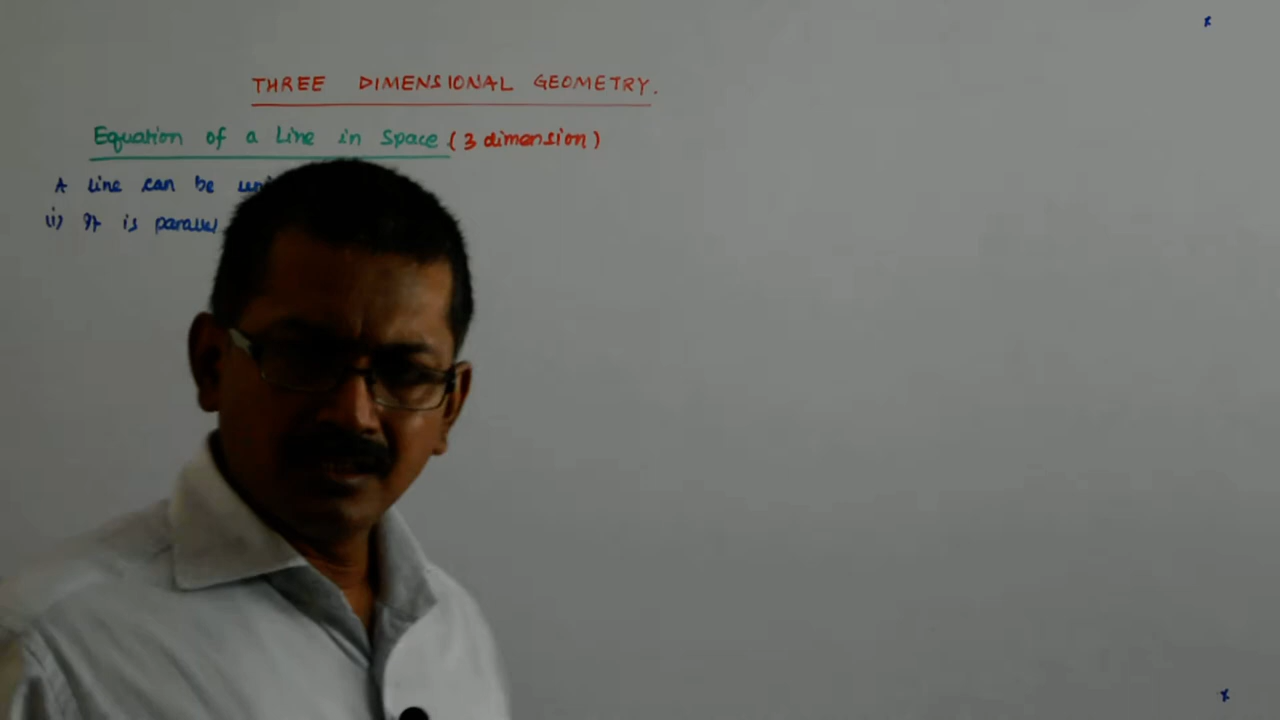 THREE DIMENSIONAL GEOMETRY.
Equation of a Line in Space (3 dimension)
A line can be
(i) It is parallel